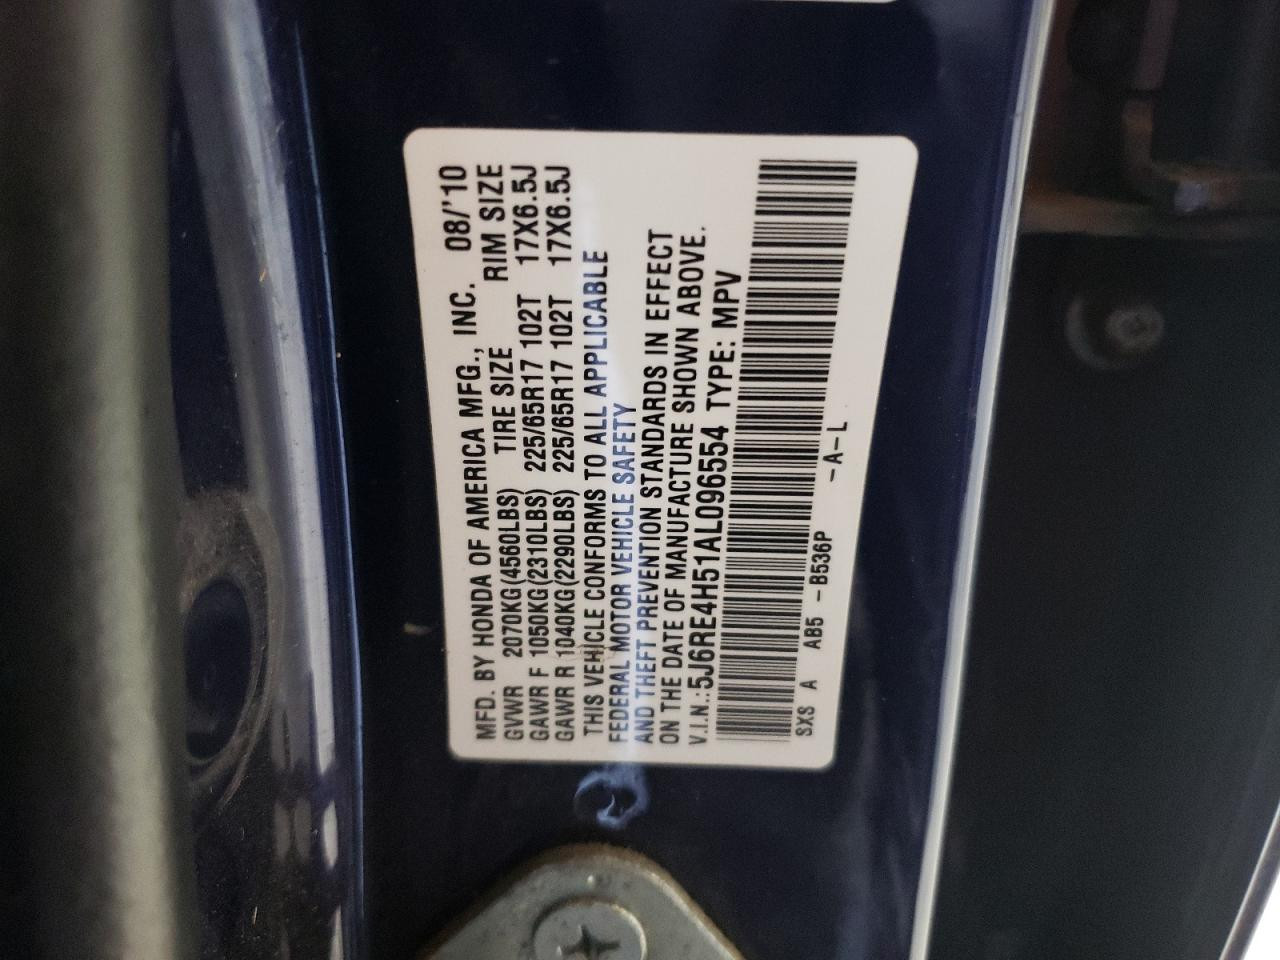 MFD. BY HONDA OF AMERICA MFG., INC. 08/'10
GVWR 2070KG(4560LBS) TIRE SIZE RIM SIZE
GAWR F 1050KG(2310LBS) 225/65R17 102T 17X6.5J
GAWR R 1040KG(2290LBS) 225/65R17 102T 17X6.5J
THIS VEHICLE CONFORMS TO ALL APPLICABLE
FEDERAL MOTOR VEHICLE SAFETY
AND THEFT PREVENTION STANDARDS IN EFFECT
ON THE DATE OF MANUFACTURE SHOWN ABOVE.
V.I.N.:5J6RE4H51AL096554 TYPE: MPV
SXS A AB5 -B536P -A-L